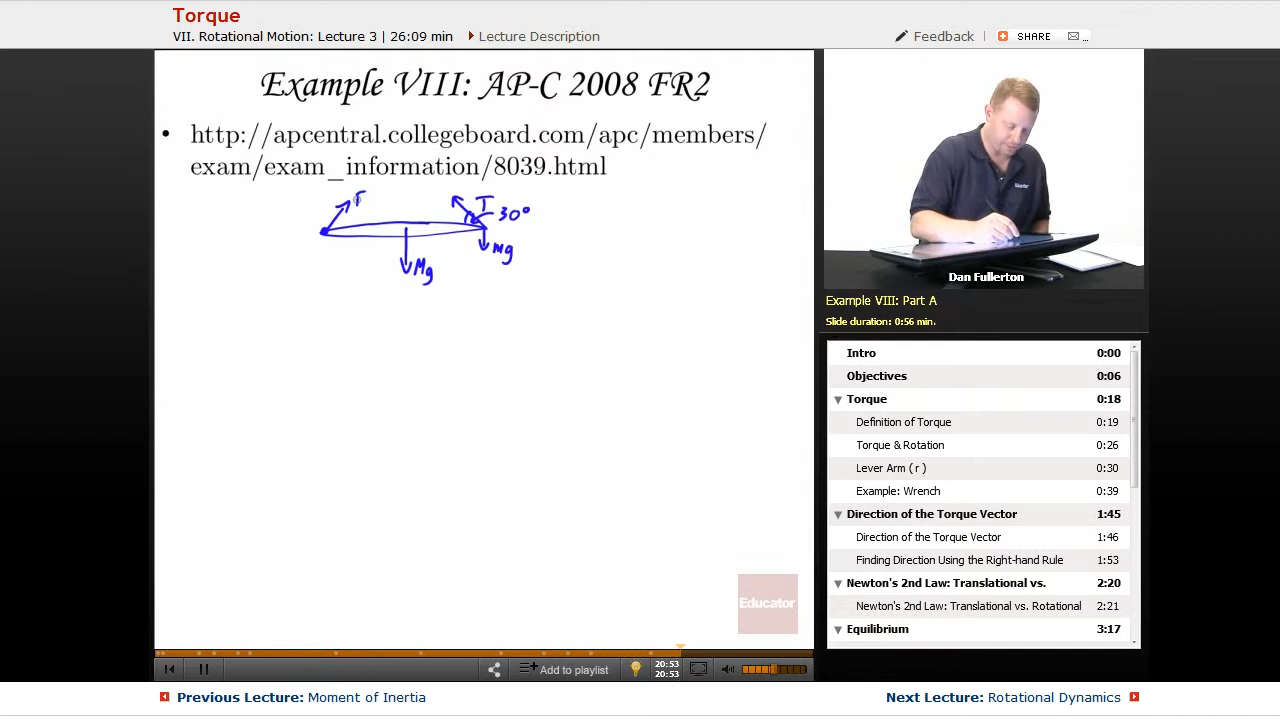 Torque
VII. Rotational Motion: Lecture 3 | 26:09 min
Lecture Description
Feedback
SHARE
...
Example VIII: AP-C 2008 FR2
• http://apcentral.collegeboard.com/apc/members/
exam/exam_information/8039.html
F
T
30°
Mg
mg
Educator
Dan Fullerton
Example VIII: Part A
Slide duration: 0:56 min.
Intro 0:00
Objectives 0:06
Torque 0:18
Definition of Torque 0:19
Torque & Rotation 0:26
Lever Arm ( r ) 0:30
Example: Wrench 0:39
Direction of the Torque Vector 1:45
Direction of the Torque Vector 1:46
Finding Direction Using the Right-hand Rule 1:53
Newton's 2nd Law: Translational vs. 2:20
Newton's 2nd Law: Translational vs. Rotational 2:21
Equilibrium 3:17
Add to playlist
20:53
20:53
Previous Lecture: Moment of Inertia
Next Lecture: Rotational Dynamics